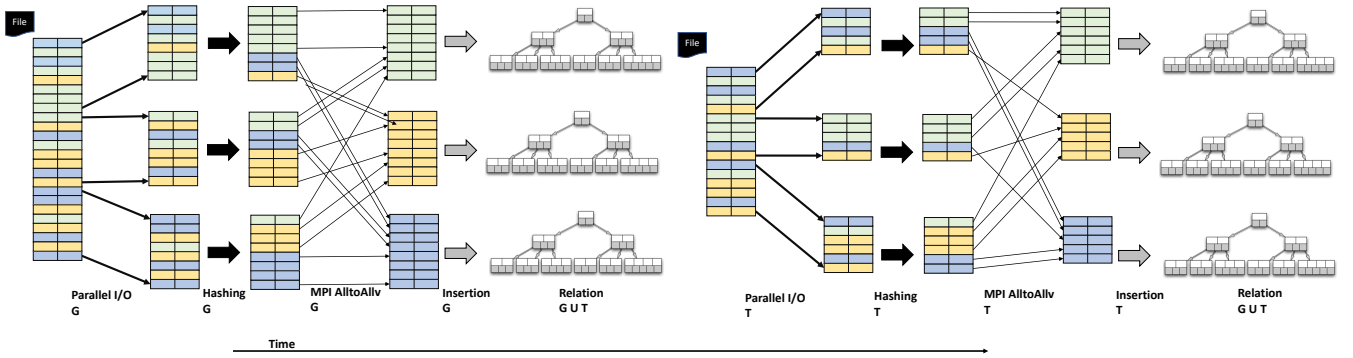 File
File
Parallel I/O
G
Hashing
G
MPI AlltoAllv
G
Insertion
G
Relation
G U T
Parallel I/O
T
Hashing
T
MPI AlltoAllv
T
Insertion
T
Relation
G U T
Time